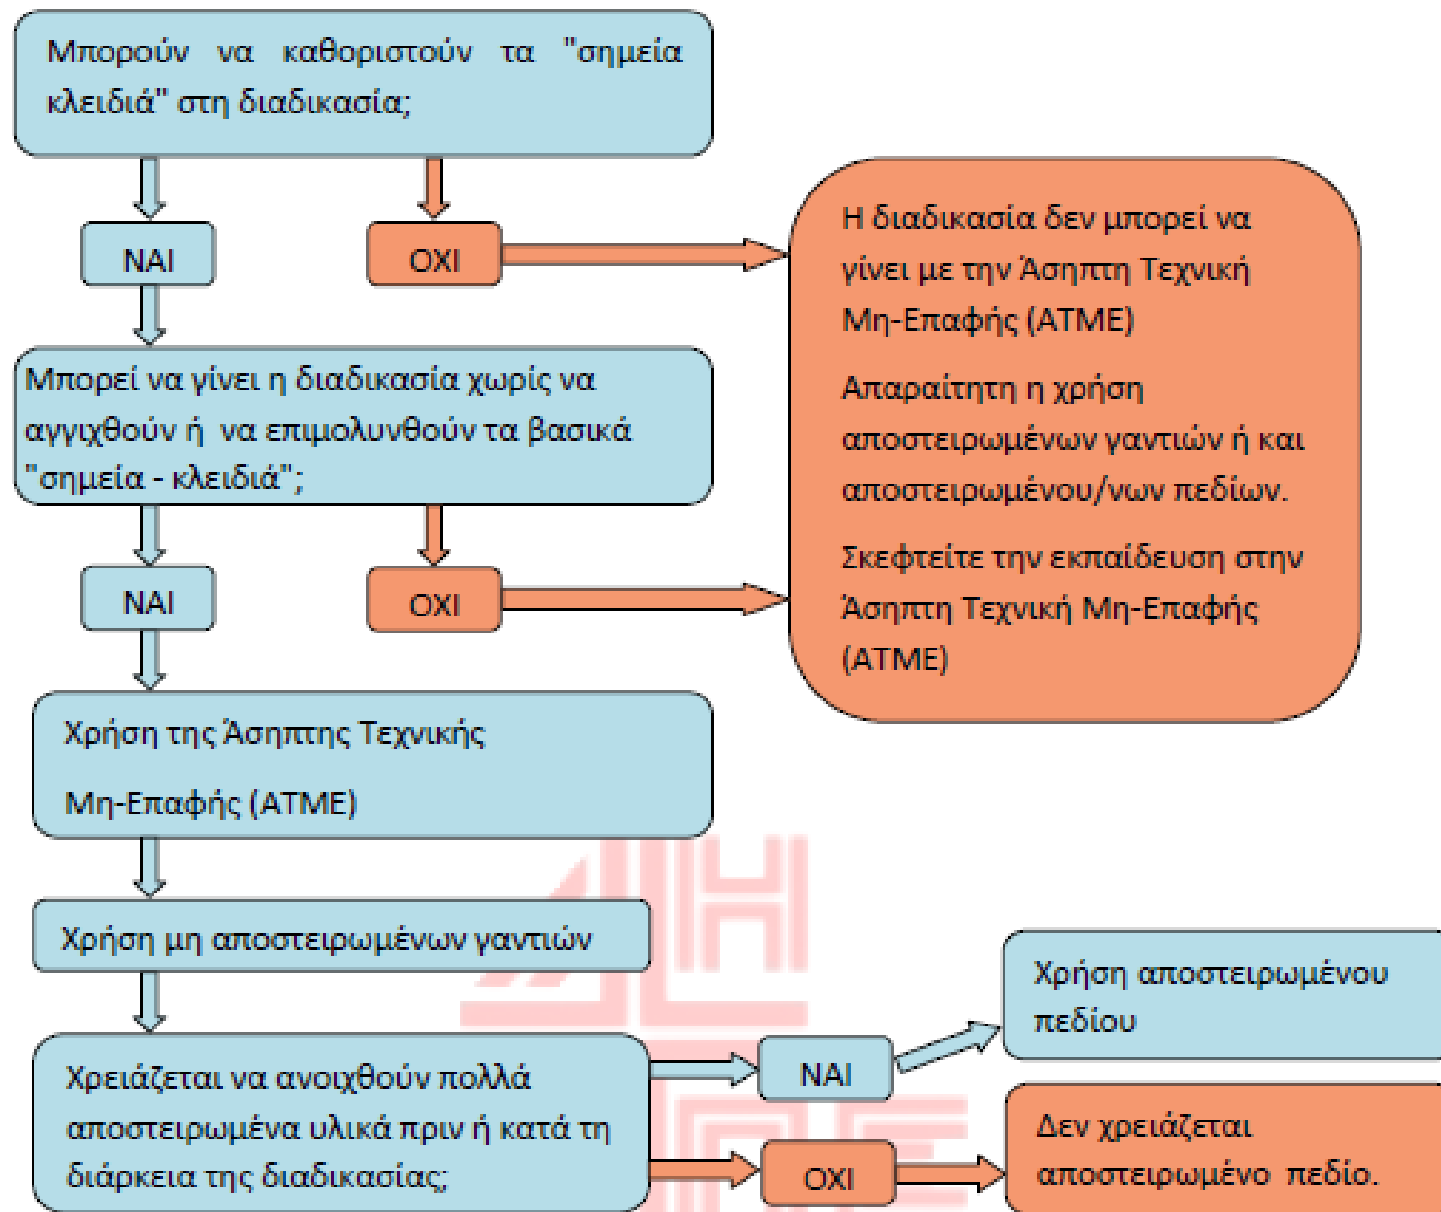 Μπορούν να καθοριστούν τα "σημεία
κλειδιά" στη διαδικασία;
ΝΑΙ
ΟΧΙ
Η διαδικασία δεν μπορεί να
γίνει με την Άσηπτη Τεχνική
Μη-Επαφής (ΑΤΜΕ)
Απαραίτητη η χρήση
αποστειρωμένων γαντιών ή και
αποστειρωμένου/νων πεδίων.
Σκεφτείτε την εκπαίδευση στην
Άσηπτη Τεχνική Μη-Επαφής
(ΑΤΜΕ)
Μπορεί να γίνει η διαδικασία χωρίς να
αγγιχθούν ή να επιμολυνθούν τα βασικά
"σημεία - κλειδιά";
ΝΑΙ
ΟΧΙ
Χρήση της Άσηπτης Τεχνικής
Μη-Επαφής (ΑΤΜΕ)
Χρήση μη αποστειρωμένων γαντιών
Χρειάζεται να ανοιχθούν πολλά
αποστειρωμένα υλικά πριν ή κατά τη
διάρκεια της διαδικασίας;
ΝΑΙ
Χρήση αποστειρωμένου
πεδίου
ΟΧΙ
Δεν χρειάζεται
αποστειρωμένο πεδίο.